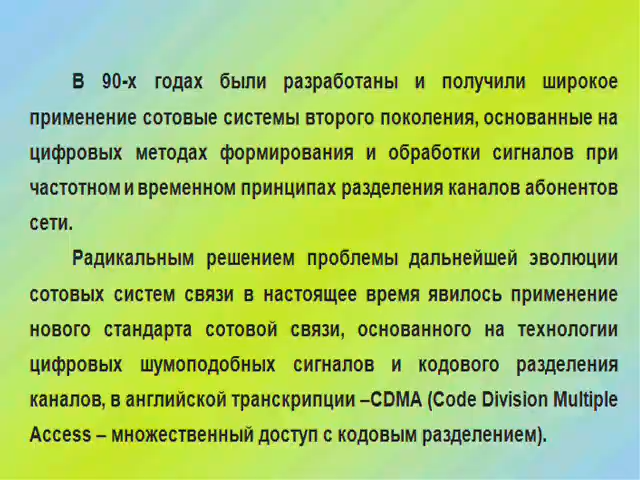 В 90-х годах были разработаны и получили широкое
применение сотовые системы второго поколения, основанные на
цифровых методах формирования и обработки сигналов при
частотном и временном принципах разделения каналов абонентов
сети.
Радикальным решением проблемы дальнейшей эволюции
сотовых систем связи в настоящее время явилось применение
нового стандарта сотовой связи, основанного на технологии
цифровых шумоподобных сигналов и кодового разделения
каналов, в английской транскрипции –CDMA (Code Division Multiple
Access – множественный доступ с кодовым разделением).